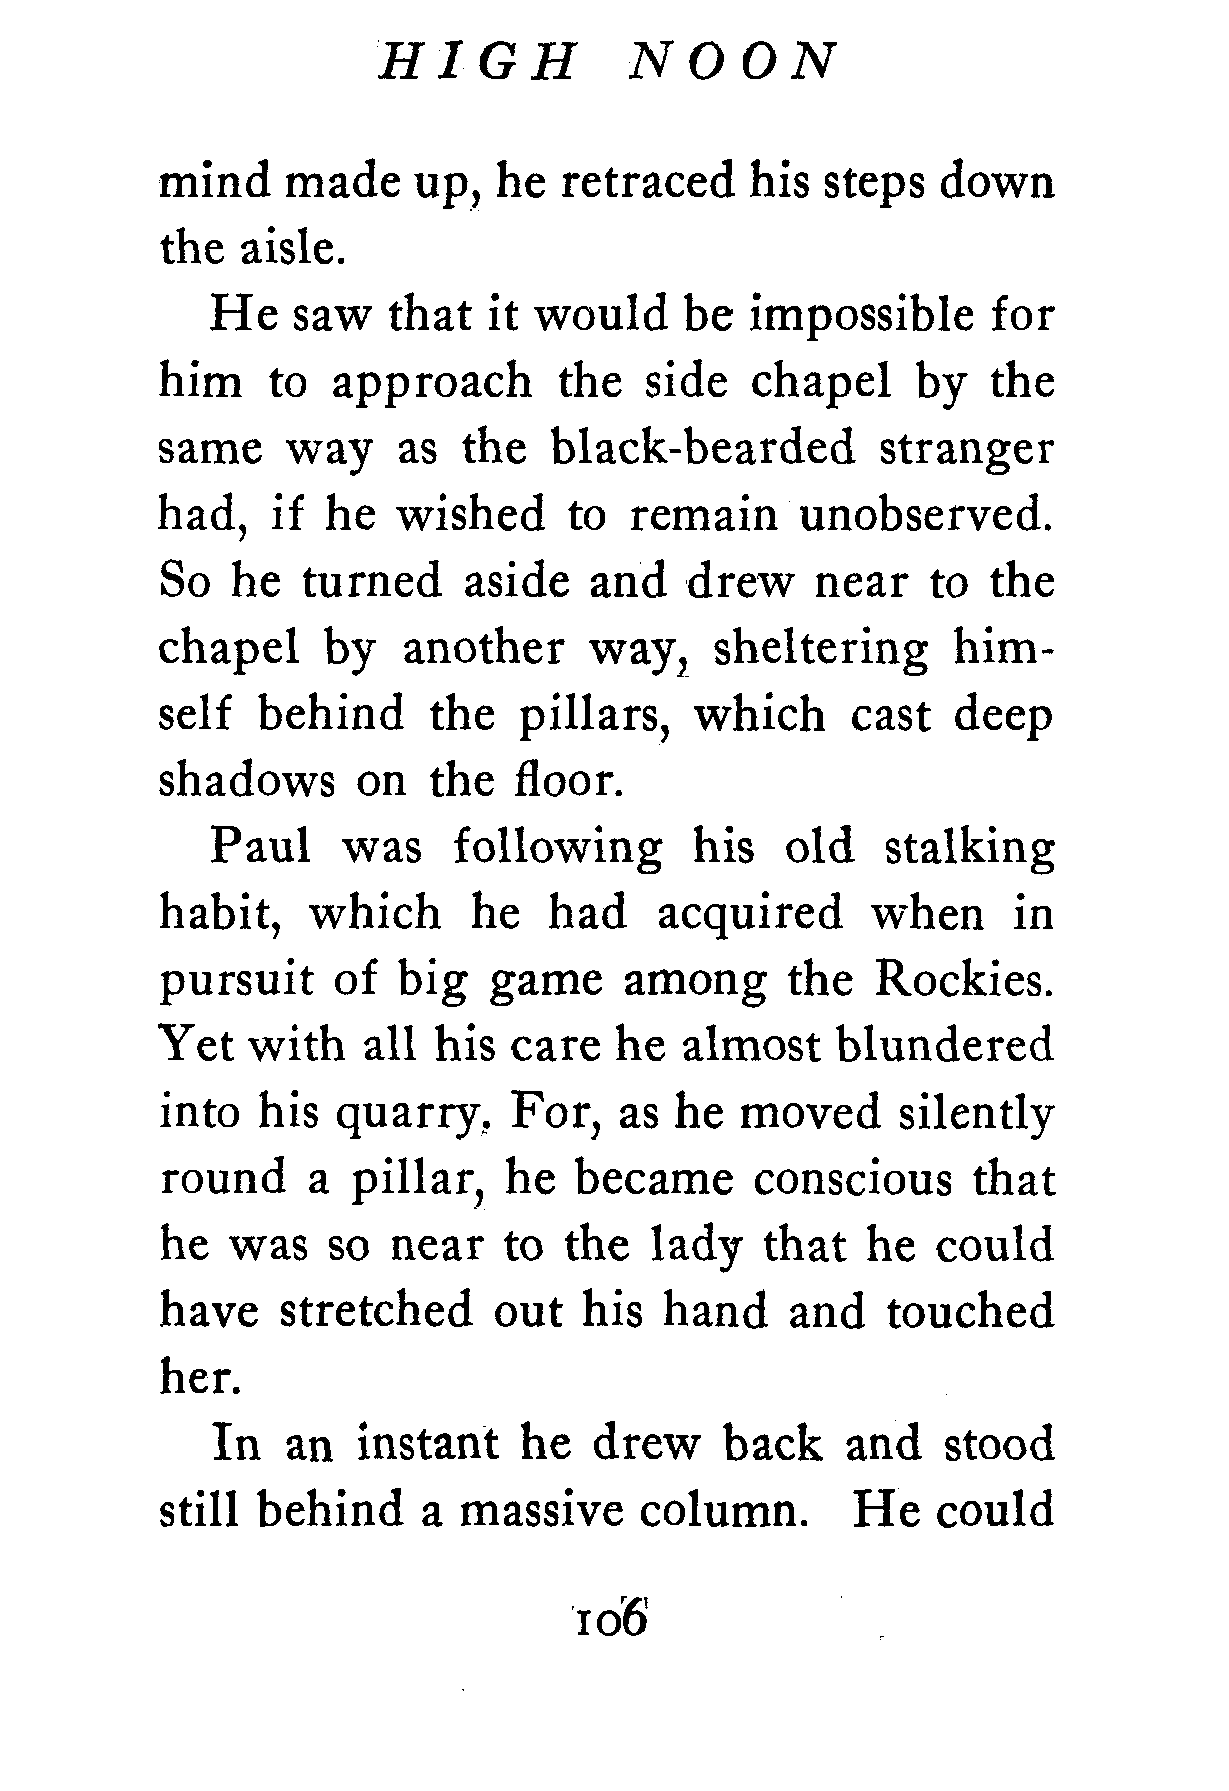 HIGH NOON
mind made up, he retraced his steps down
the aisle.
He saw that it would be impossible for
him to approach the side chapel by the
same way as the black-bearded stranger
had, if he wished to remain unobserved.
So he turned aside and drew near to the
chapel by another way, sheltering him-
self behind the pillars, which cast deep
shadows on the floor.
Paul was following his old stalking
habit, which he had acquired when in
pursuit of big game among the Rockies.
Yet with all his care he almost blundered
into his quarry. For, as he moved silently
round a pillar, he became conscious that
he was so near to the lady that he could
have stretched out his hand and touched
her.
In an instant he drew back and stood
still behind a massive column. He could
106